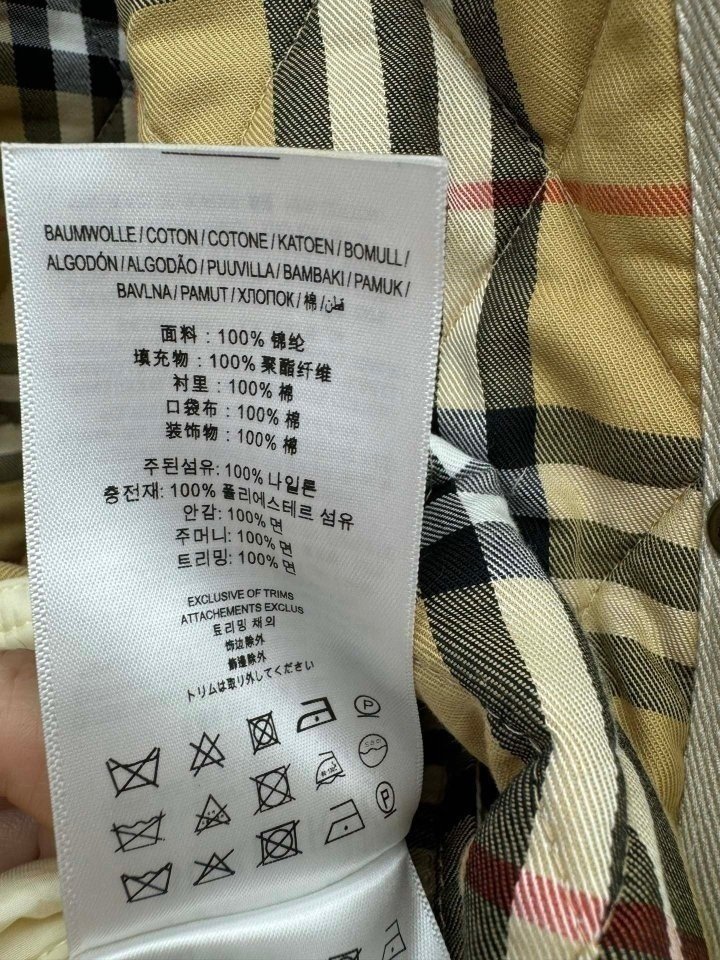 BAUMWOLLE / COTON / COTONE / KATOEN / BOMULL /
ALGODÓN / ALGODÃO / PUUVILLA / BAMBAKI / PAMUK /
BAVLNA / PAMUT / ХЛОПОК / 棉 / قطن
面料 : 100% 锦纶
填充物 : 100% 聚酯纤维
衬里 : 100% 棉
口袋布 : 100% 棉
装饰物 : 100% 棉
주된섬유: 100% 나일론
충전재: 100% 폴리에스테르 섬유
안감: 100% 면
주머니: 100% 면
트리밍: 100% 면
EXCLUSIVE OF TRIMS
ATTACHEMENTS EXCLUS
트리밍 제외
饰边除外
飾邊除外
トリムは取り外してください
P
P